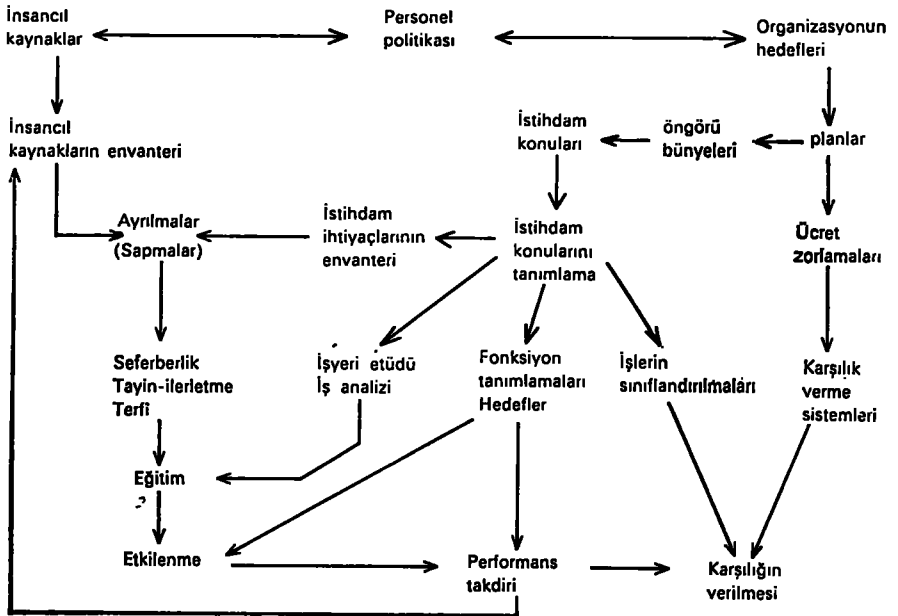 İnsancıl
kaynaklar
Personel
politikası
Organizasyonun
hedefleri
İnsancıl
kaynakların envanteri
İstihdam
konuları
öngörü
bünyeleri
planlar
Ayrılmalar
(Sapmalar)
İstihdam
ihtiyaçlarının
envanteri
İstihdam
konularını
tanımlama
Ücret
zorlamaları
Seferberlik
Tayin-ilerletme
Terfi
İşyeri etüdü
İş analizi
Fonksiyon
tanımlamaları
Hedefler
İşlerin
sınıflandırılmaları
Karşılık
verme
sistemleri
Eğitim
Etkilenme
Performans
takdiri
Karşılığın
verilmesi